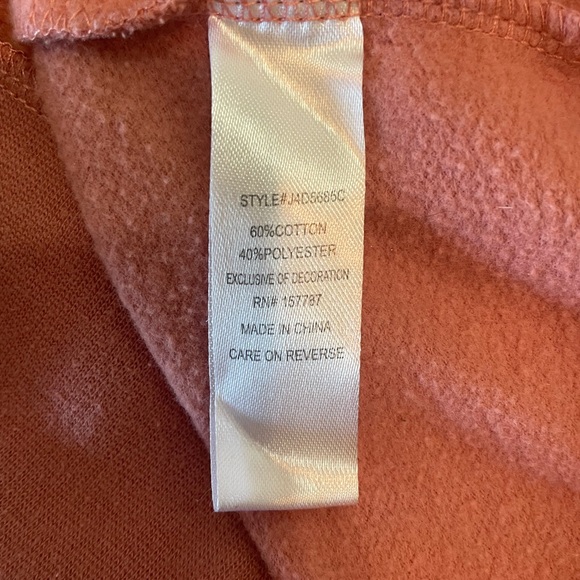 STYLE#J4D5685C
60%COTTON
40%POLYESTER
EXCLUSIVE OF DECORATION
RN# 157787
MADE IN CHINA
CARE ON REVERSE